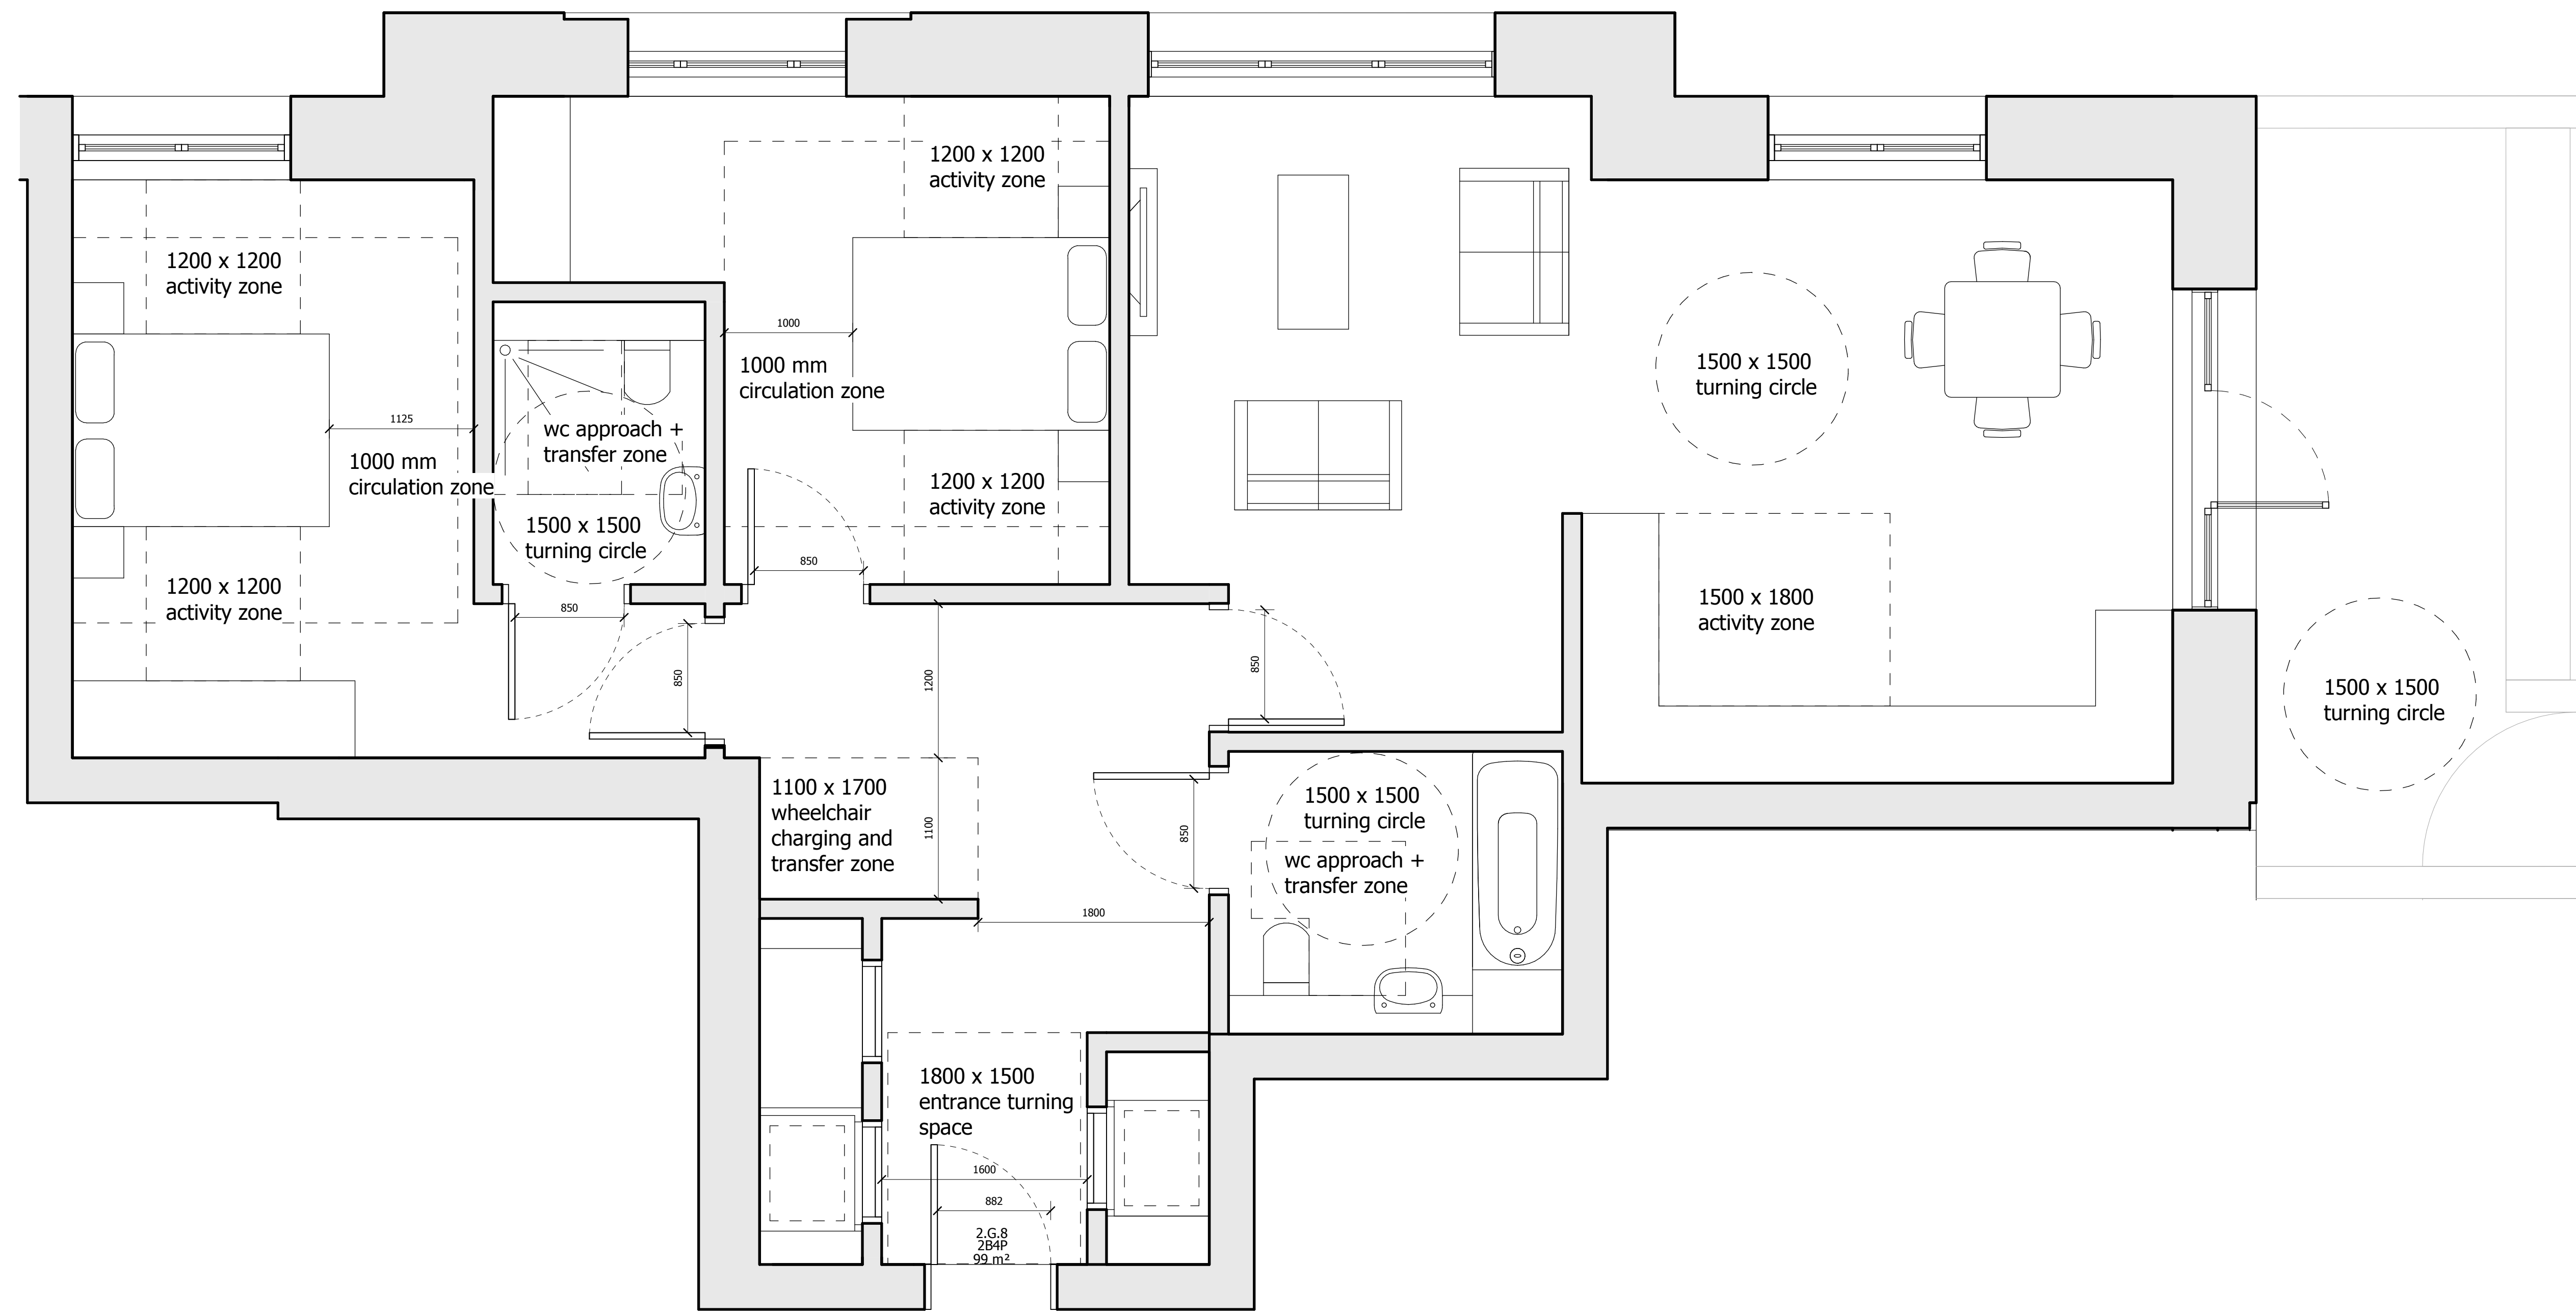 1200 x 1200
activity zone
1200 x 1200
activity zone
1000
1000 mm
circulation zone
1125
1000 mm
circulation zone
wc approach +
transfer zone
1500 x 1500
turning circle
1200 x 1200
activity zone
1200 x 1200
activity zone
850
850
850
1500 x 1500
turning circle
1500 x 1800
activity zone
1500 x 1500
turning circle
850
1200
1100
1100 x 1700
wheelchair
charging and
transfer zone
850
1500 x 1500
turning circle
wc approach +
transfer zone
1800
1800 x 1500
entrance turning
space
1600
882
2.G.8
2B4P
99 m²